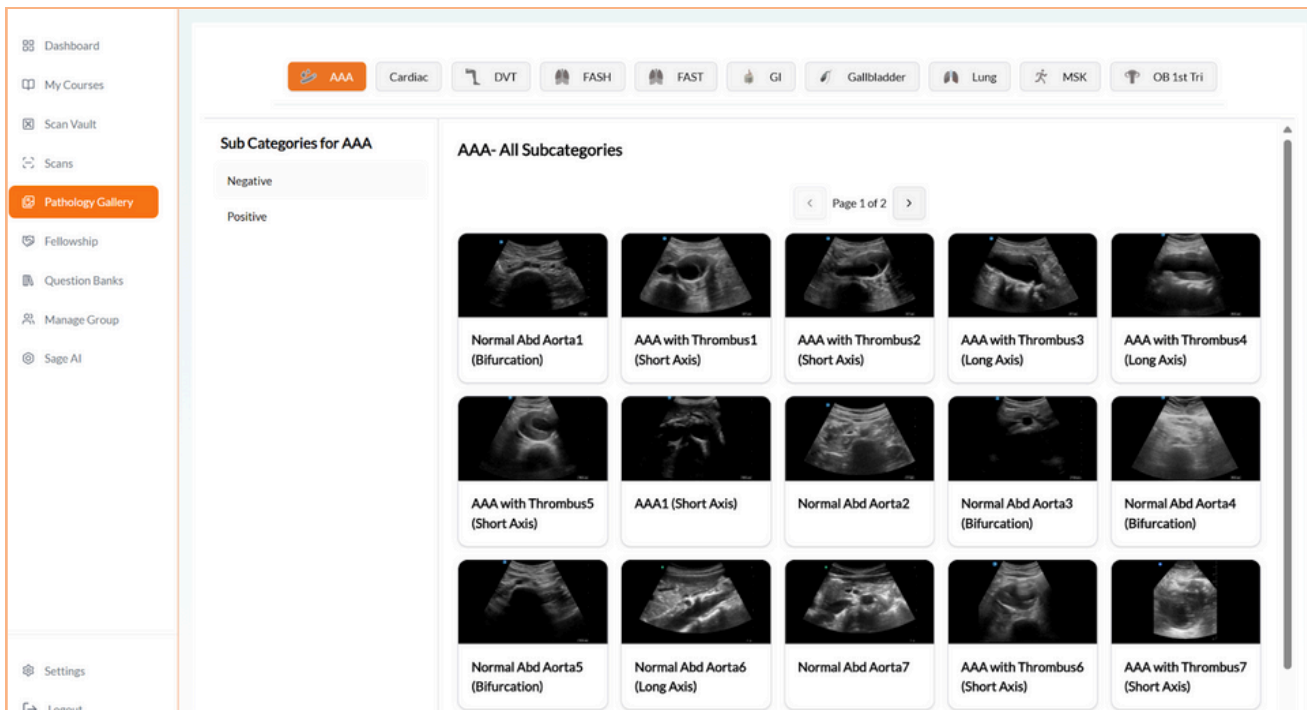 Dashboard
My Courses
Scan Vault
Scans
Pathology Gallery
Fellowship
Question Banks
Manage Group
Sage AI
Settings
Logout
AAA
Cardiac
DVT
FASH
FAST
GI
Gallbladder
Lung
MSK
OB 1st Tri
Sub Categories for AAA
Negative
Positive
AAA- All Subcategories
Page 1 of 2
Normal Abd Aorta1
(Bifurcation)
AAA with Thrombus1
(Short Axis)
AAA with Thrombus2
(Short Axis)
AAA with Thrombus3
(Long Axis)
AAA with Thrombus4
(Long Axis)
AAA with Thrombus5
(Short Axis)
AAA1 (Short Axis)
Normal Abd Aorta2
Normal Abd Aorta3
(Bifurcation)
Normal Abd Aorta4
(Bifurcation)
Normal Abd Aorta5
(Bifurcation)
Normal Abd Aorta6
(Long Axis)
Normal Abd Aorta7
AAA with Thrombus6
(Short Axis)
AAA with Thrombus7
(Short Axis)